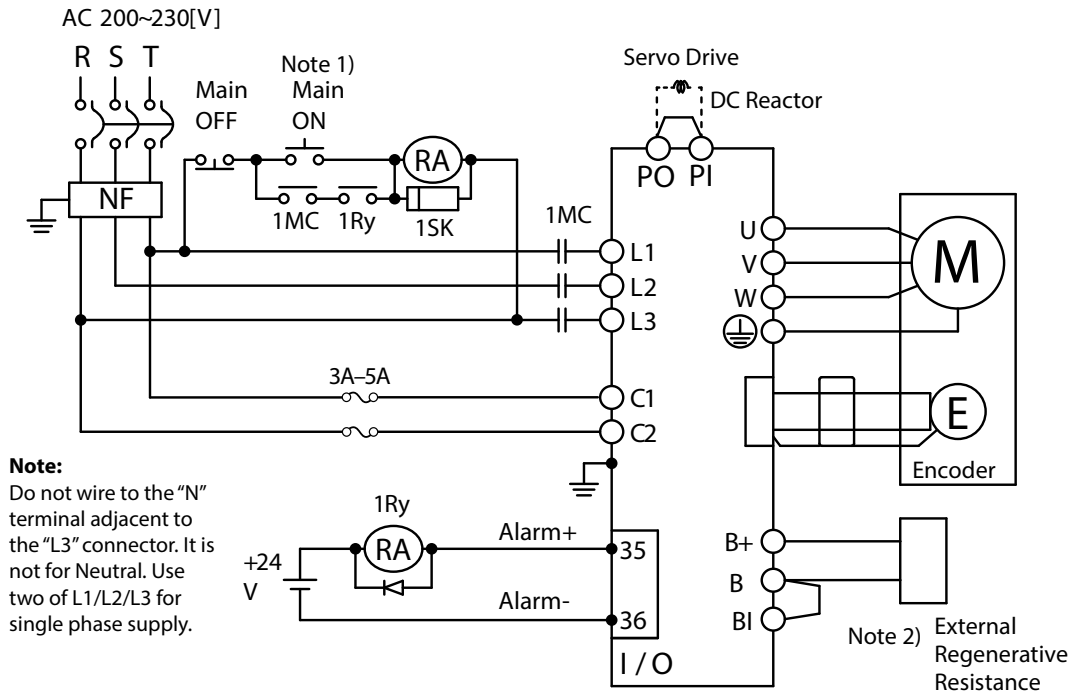 AC 200~230[V]
R S T
Main
OFF
Note 1)
Main
ON
RA
1MC 1Ry 1SK
NF
1MC
Servo Drive
DC Reactor
PO PI
L1
L2
L3
3A–5A
C1
C2
U
V
W
M
E
Encoder
Note:
Do not wire to the “N”
terminal adjacent to
the “L3” connector. It is
not for Neutral. Use
two of L1/L2/L3 for
single phase supply.
+24
V
1Ry
RA
Alarm+
35
Alarm-
36
I / O
B+
B
BI
Note 2)
External
Regenerative
Resistance